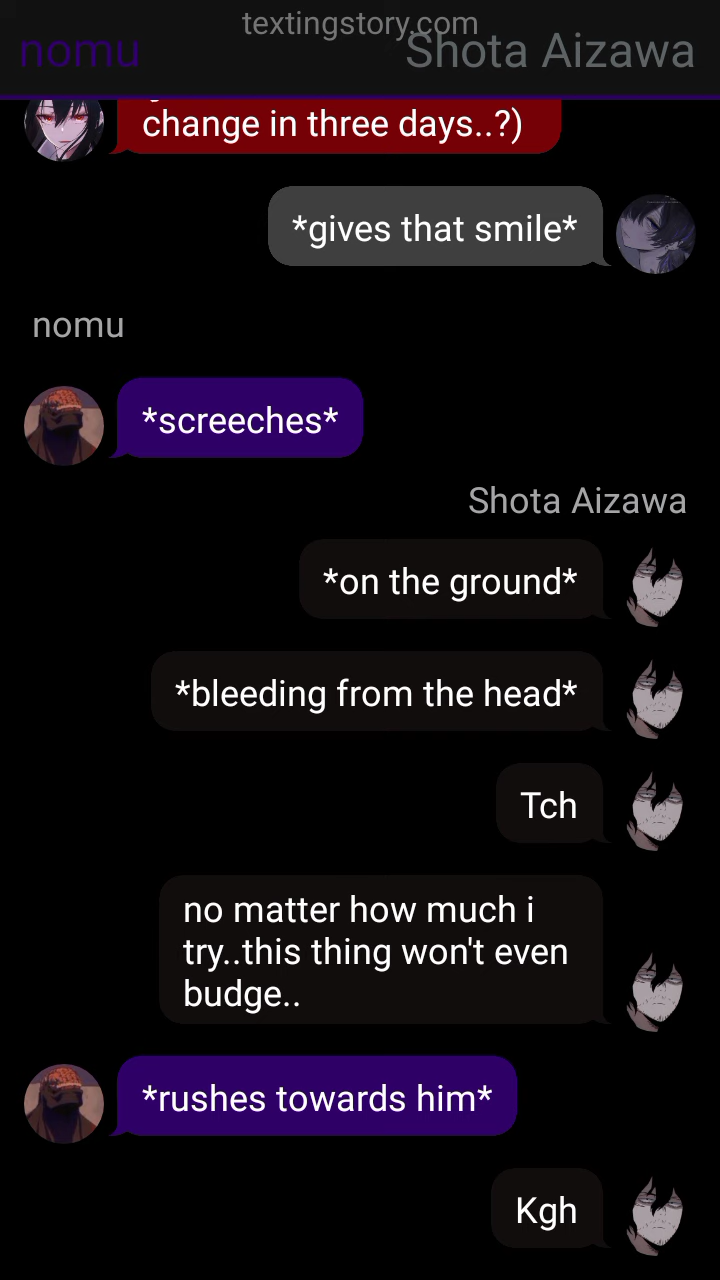 textingstory.com
nomu
Shota Aizawa
change in three days..?)
*gives that smile*
nomu
*screeches*
Shota Aizawa
*on the ground*
*bleeding from the head*
Tch
no matter how much i
try..this thing won't even
budge..
*rushes towards him*
Kgh